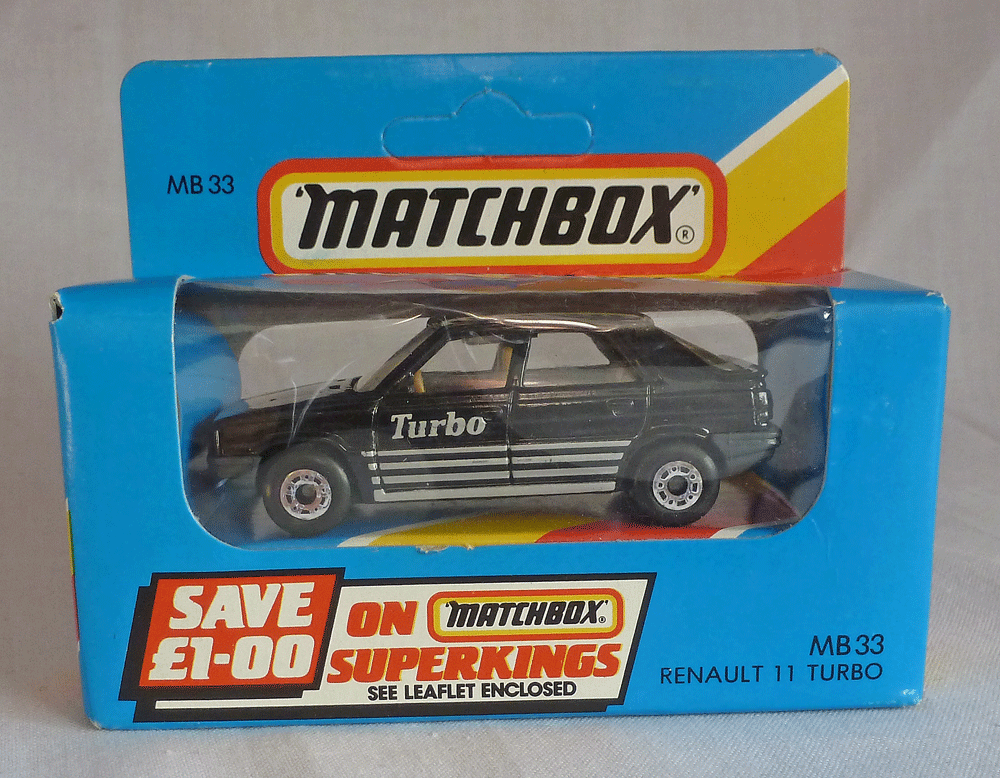 MB 33
'MATCHBOX'®
Turbo
SAVE
£1-00
ON 'MATCHBOX'®
SUPERKINGS
SEE LEAFLET ENCLOSED
MB 33
RENAULT 11 TURBO